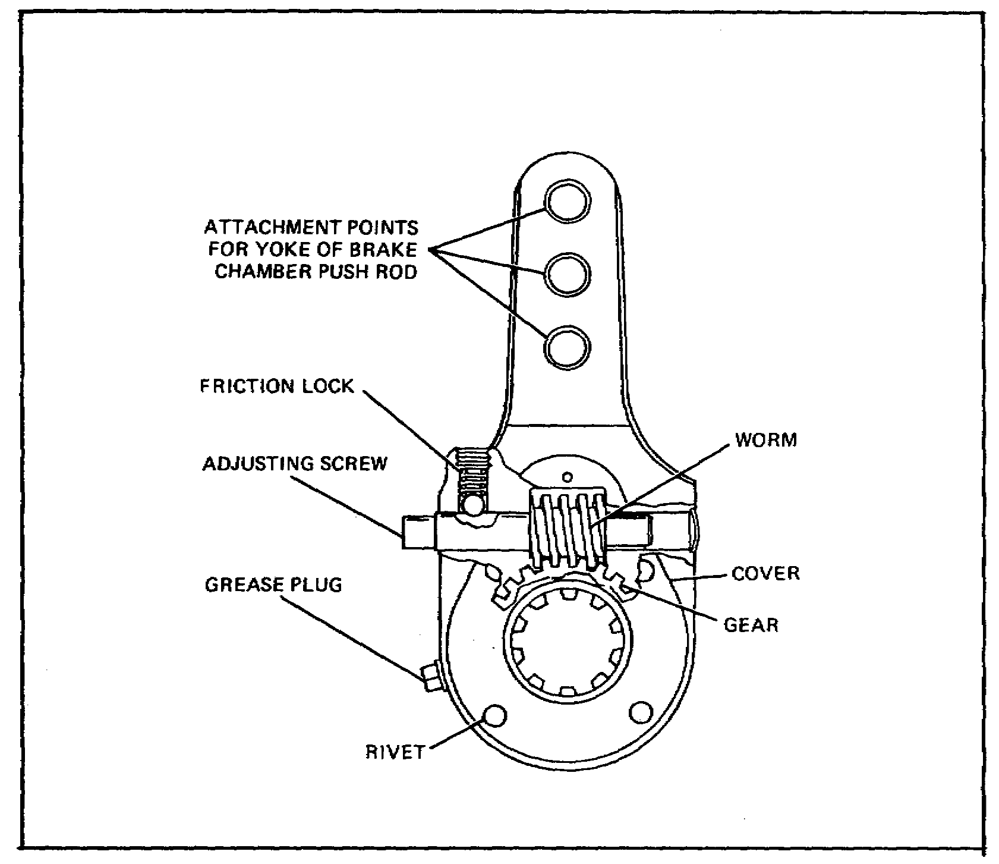 ATTACHMENT POINTS
FOR YOKE OF BRAKE
CHAMBER PUSH ROD
FRICTION LOCK
WORM
ADJUSTING SCREW
COVER
GREASE PLUG
GEAR
RIVET